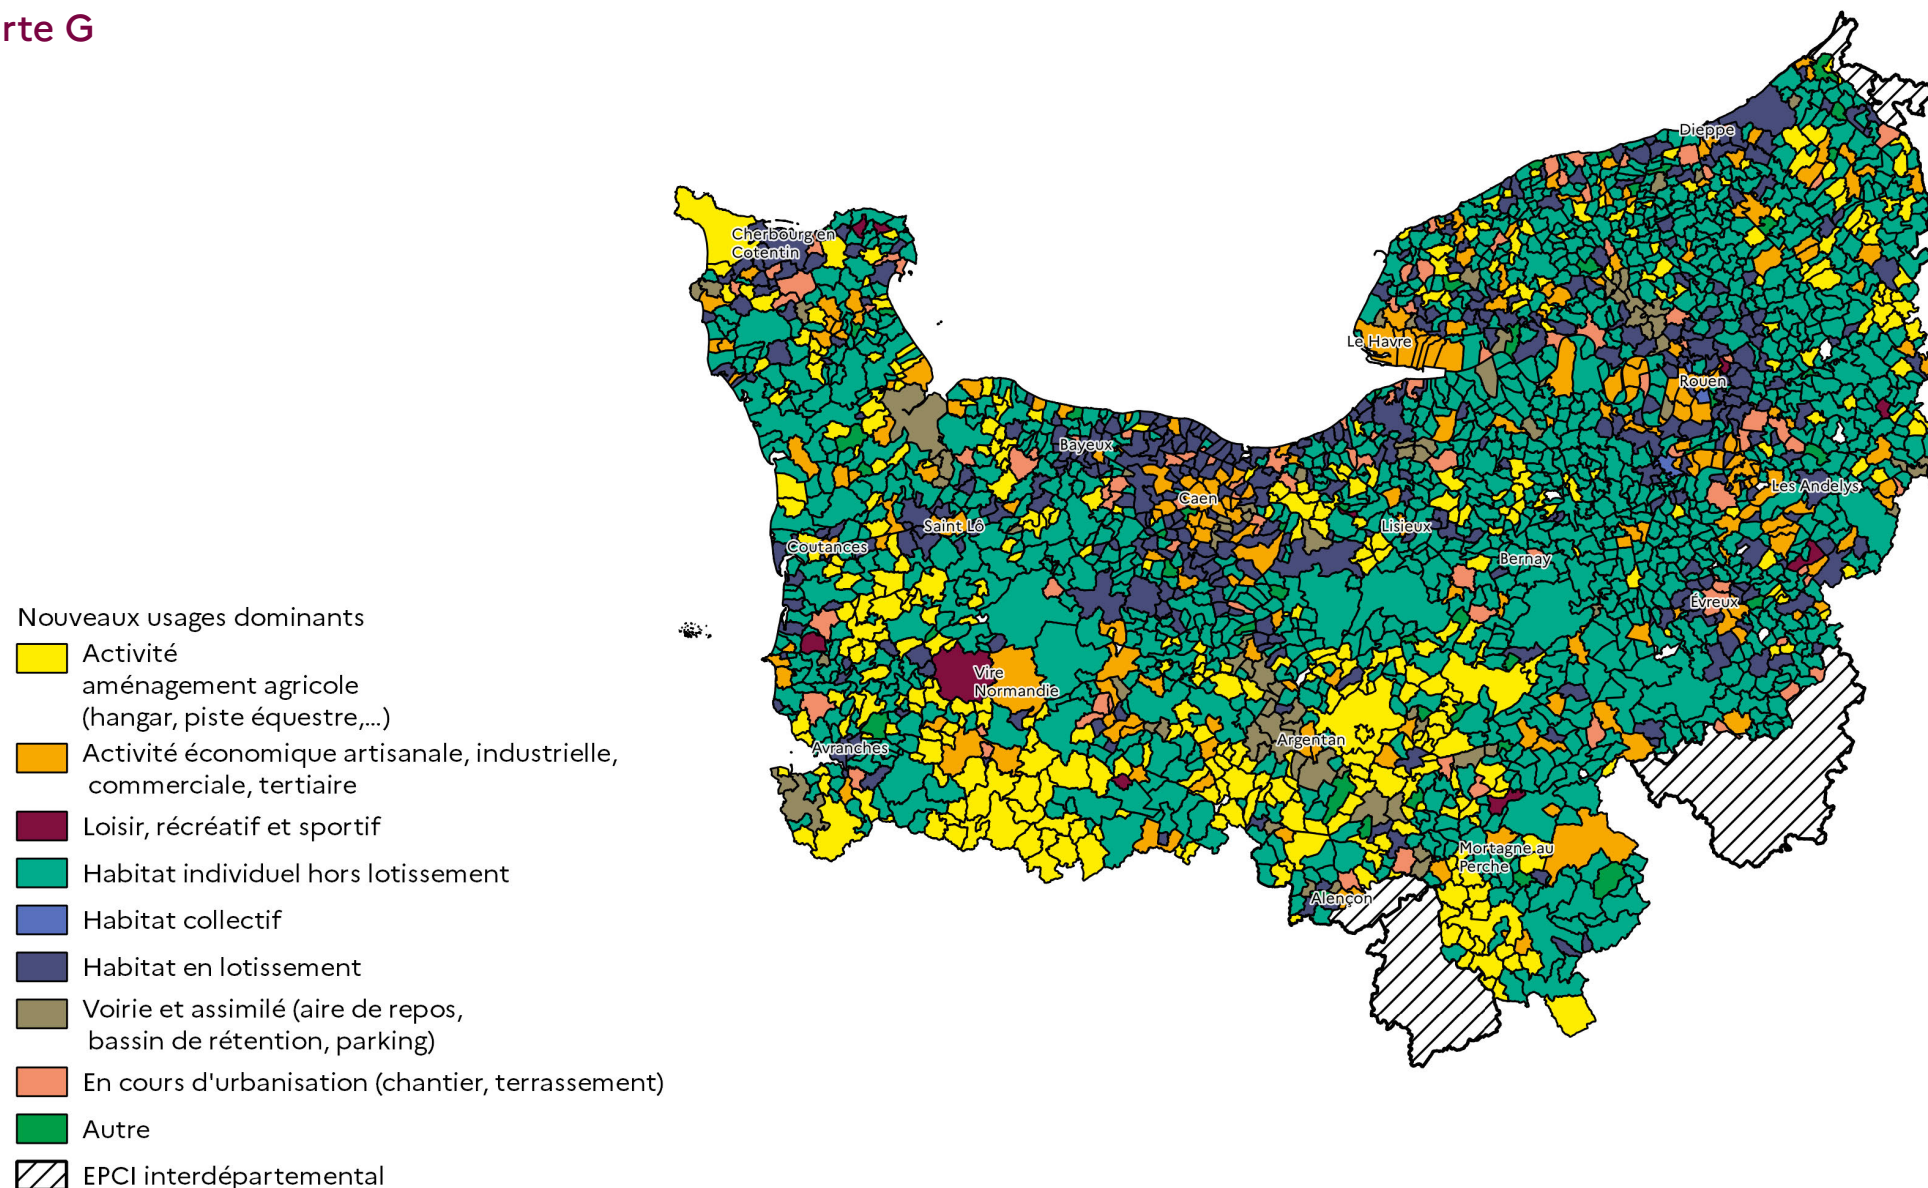 rte G
Dieppe
Cherbourg en
Cotentin
Le Havre
Rouen
Bayeux
Les Andelys
Caen
Saint Lô
Lisieux
Coutances
Bernay
Évreux
Vire
Normandie
Argentan
Avranches
Mortagne au
Perche
Alençon
Nouveaux usages dominants
Activité
aménagement agricole
(hangar, piste équestre,...)
Activité économique artisanale, industrielle,
commerciale, tertiaire
Loisir, récréatif et sportif
Habitat individuel hors lotissement
Habitat collectif
Habitat en lotissement
Voirie et assimilé (aire de repos,
bassin de rétention, parking)
En cours d'urbanisation (chantier, terrassement)
Autre
EPCI interdépartemental